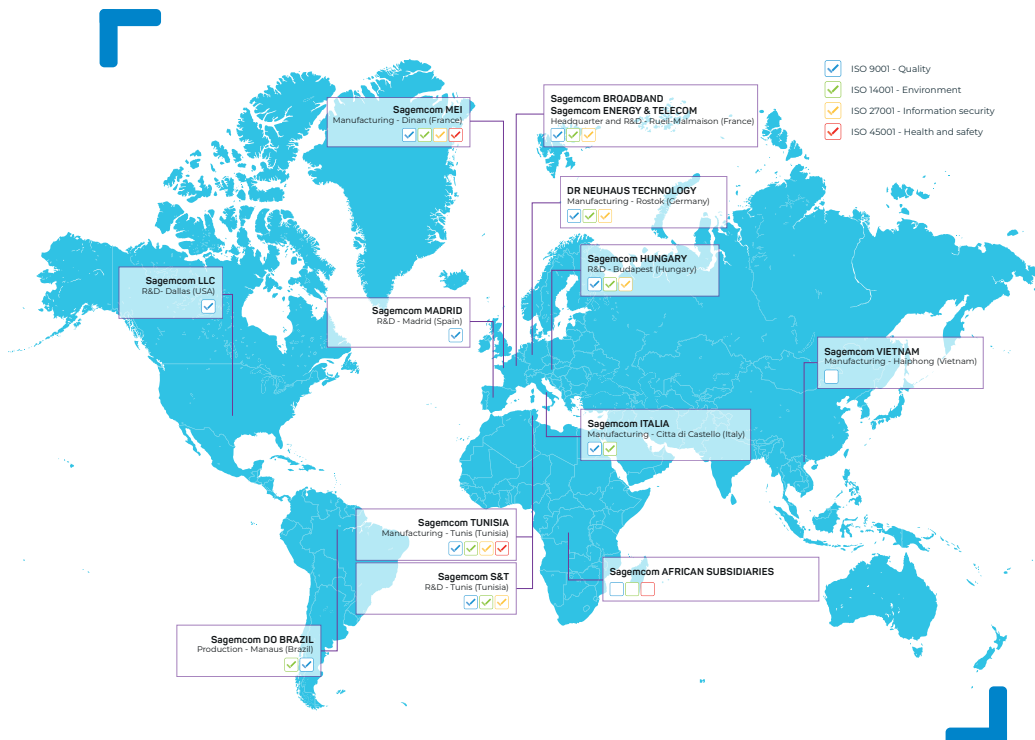 ISO 9001 - Quality
ISO 14001 - Environment
ISO 27001 - Information security
ISO 45001 - Health and safety
Sagemcom MEI
Manufacturing - Dinan (France)
Sagemcom BROADBAND
Sagemcom ENERGY & TELECOM
Headquarter and R&D - Rueil-Malmaison (France)
DR NEUHAUS TECHNOLOGY
Manufacturing - Rostok (Germany)
Sagemcom HUNGARY
R&D - Budapest (Hungary)
Sagemcom LLC
R&D- Dallas (USA)
Sagemcom MADRID
R&D - Madrid (Spain)
Sagemcom VIETNAM
Manufacturing - Haiphong (Vietnam)
Sagemcom ITALIA
Manufacturing - Citta di Castello (Italy)
Sagemcom TUNISIA
Manufacturing - Tunis (Tunisia)
Sagemcom S&T
R&D - Tunis (Tunisia)
Sagemcom AFRICAN SUBSIDIARIES
Sagemcom DO BRAZIL
Production - Manaus (Brazil)